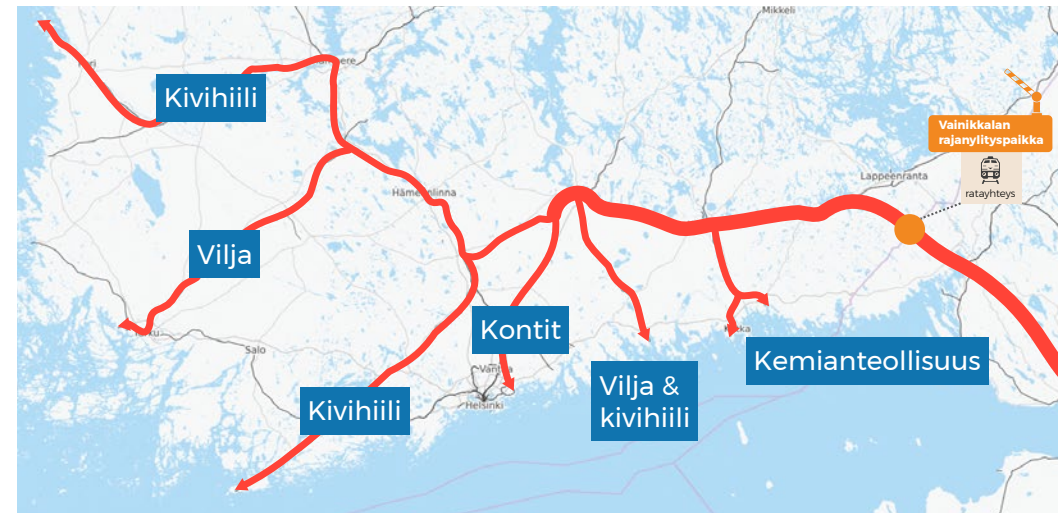 Mikkeli
Kivihiili
Vainikkalan
rajanylityspaikka
ratayhteys
Lappeenranta
Hämeenlinna
Vilja
Salo
Kontit
Vantaa
Helsinki
Kivihiili
Vilja &
kivihiili
Kemianteollisuus